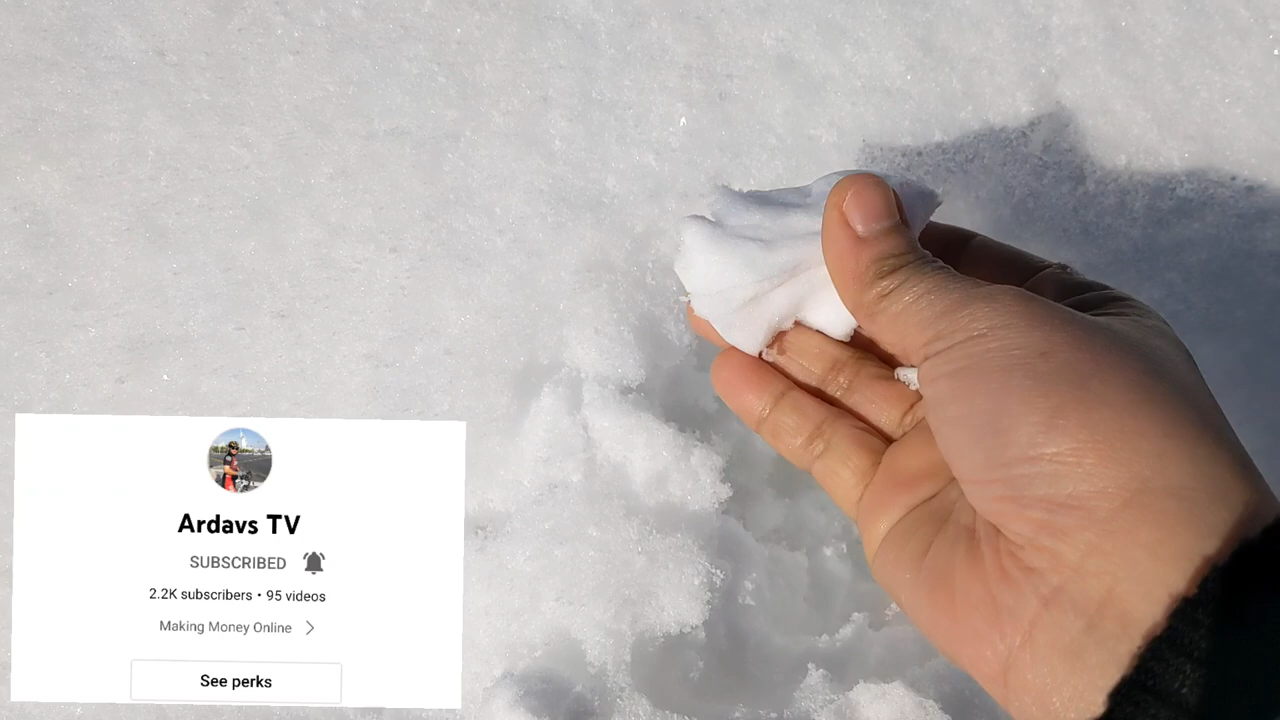 Ardavs TV
SUBSCRIBED
2.2K subscribers • 95 videos
Making Money Online
See perks